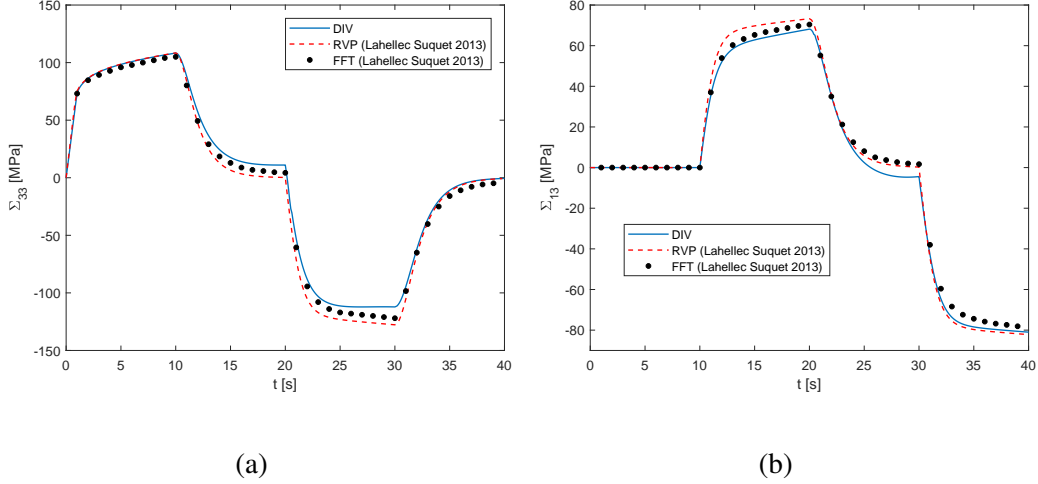 150
100
50
0
-50
-100
-150
0 5 10 15 20 25 30 35 40
t [s]
Σ33 [MPa]
DIV
RVP (Lahellec Suquet 2013)
FFT (Lahellec Suquet 2013)
(a)
80
60
40
20
0
-20
-40
-60
-80
0 5 10 15 20 25 30 35 40
t [s]
Σ13 [MPa]
DIV
RVP (Lahellec Suquet 2013)
FFT (Lahellec Suquet 2013)
(b)